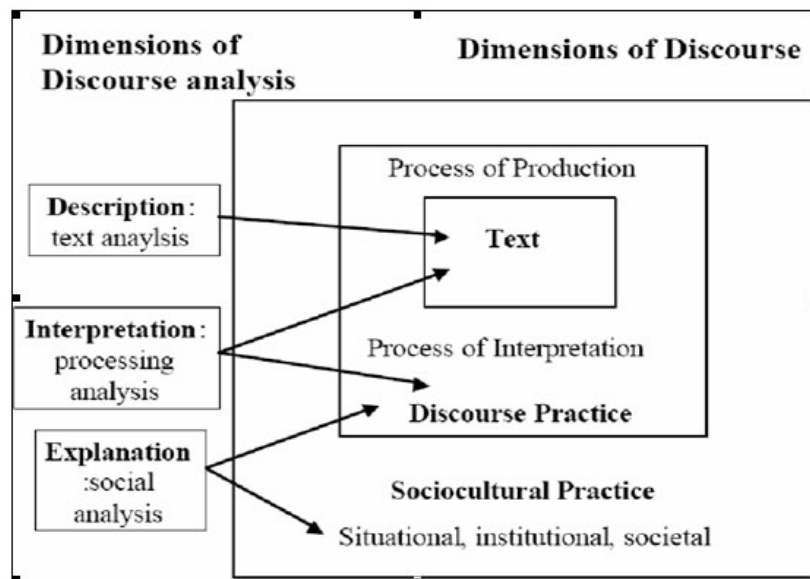 Dimensions of
Discourse analysis
Dimensions of Discourse
Process of Production
Description:
text anaylsis
Text
Interpretation:
processing
analysis
Process of Interpretation
Discourse Practice
Explanation
:social
analysis
Sociocultural Practice
Situational, institutional, societal